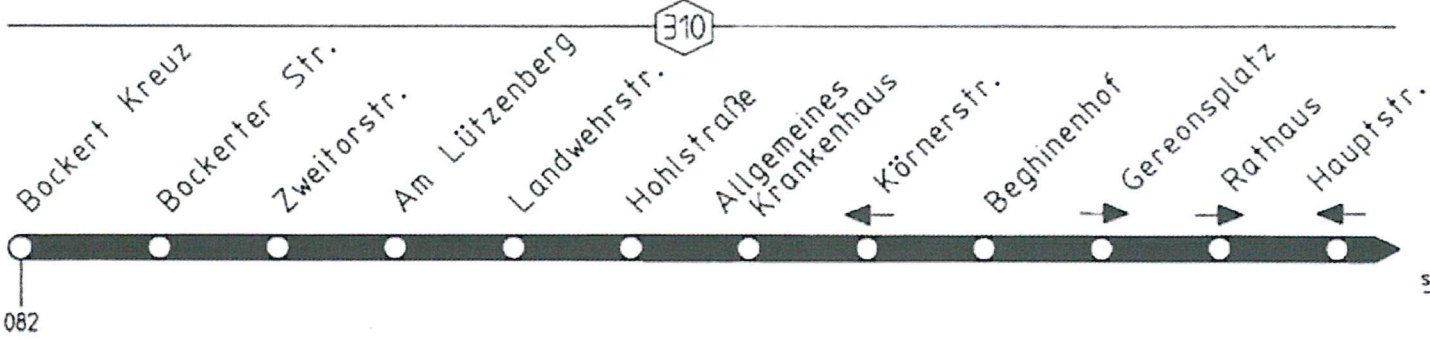 310
Bockert Kreuz
Bockerter Str.
Zweitorstr.
Am Lützenberg
Landwehrstr.
Hohlstraße
Allgemeines
Krankenhaus
Körnerstr.
Beghinenhof
Gereonsplatz
Rathaus
Hauptstr.
082